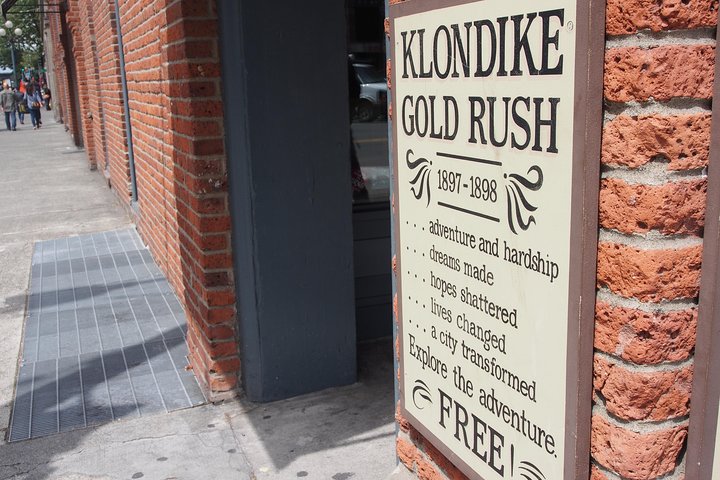 KLONDIKE
GOLD RUSH
1897-1898
. . . adventure and hardship
. . . dreams made
. . . hopes shattered
. . . lives changed
. . . a city transformed
Explore the adventure.
FREE!